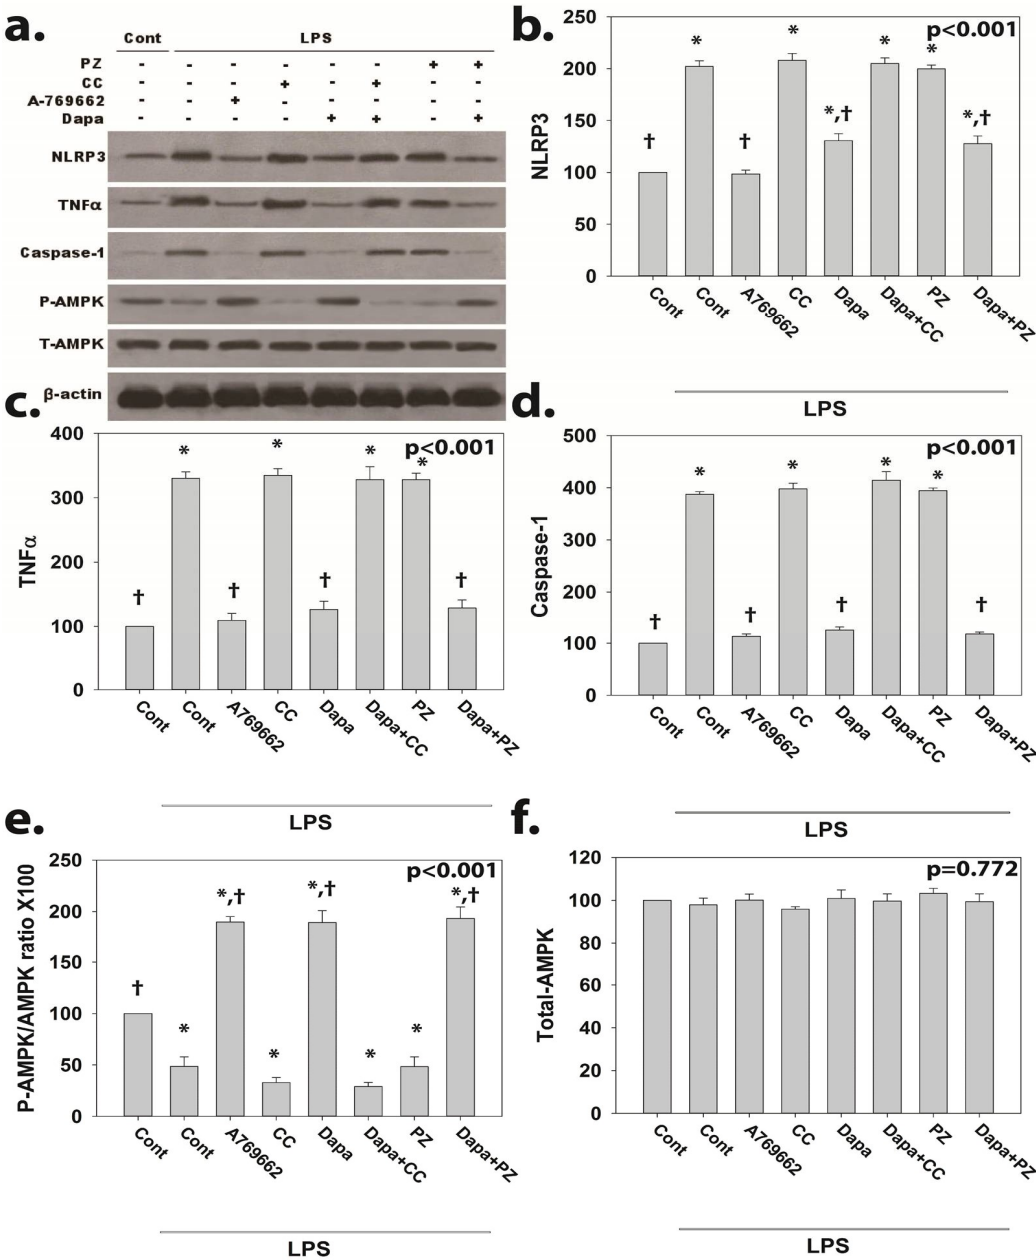 a.
Cont LPS
PZ - - - - - - + +
CC - - - + - + - -
A-769662 - - + - - - - -
Dapa - - - - + + - +
NLRP3
TNFα
Caspase-1
P-AMPK
T-AMPK
β-actin
b.
p<0.001
NLRP3
250
200
150
100
50
0
* * * *
† † *,† *,†
Cont Cont A769662 CC Dapa Dapa+CC PZ Dapa+PZ
LPS
c.
p<0.001
TNFα
400
300
200
100
0
* * * *
† † † †
Cont Cont A769662 CC Dapa Dapa+CC PZ Dapa+PZ
LPS
d.
p<0.001
Caspase-1
500
400
300
200
100
0
* * * *
† † † †
Cont Cont A769662 CC Dapa Dapa+CC PZ Dapa+PZ
LPS
e.
p<0.001
P-AMPK/AMPK ratio X100
250
200
150
100
50
0
*,† *,† *,†
† * * * *
Cont Cont A769662 CC Dapa Dapa+CC PZ Dapa+PZ
LPS
f.
p=0.772
Total-AMPK
120
100
80
60
40
20
0
Cont Cont A769662 CC Dapa Dapa+CC PZ Dapa+PZ
LPS